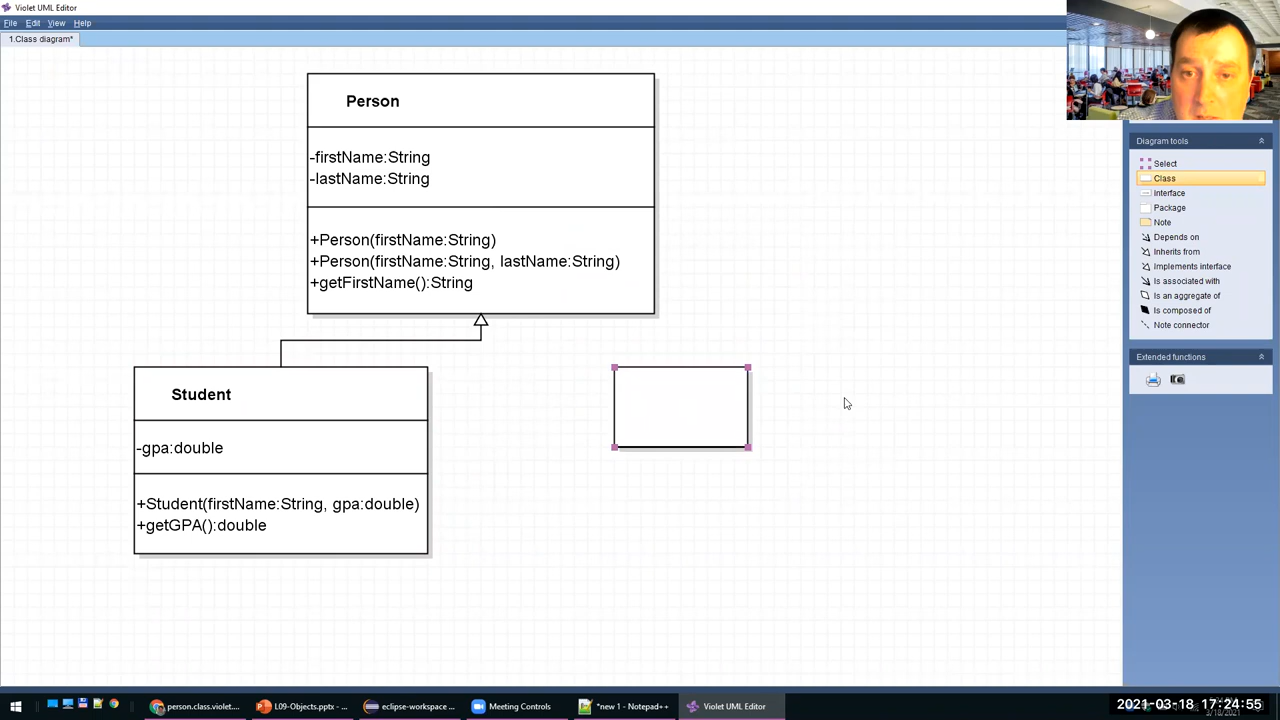 Violet UML Editor
File Edit View Help
1.Class diagram*
Person
-firstName:String
-lastName:String
+Person(firstName:String)
+Person(firstName:String, lastName:String)
+getFirstName():String
Student
-gpa:double
+Student(firstName:String, gpa:double)
+getGPA():double
Diagram tools
Select
Class
Interface
Package
Note
Depends on
Inherits from
Implements interface
Is associated with
Is an aggregate of
Is composed of
Note connector
Extended functions
person.class.violet....
L09-Objects.pptx - ...
eclipse-workspace ...
Meeting Controls
*new 1 - Notepad++
Violet UML Editor
2021-03-18 17:24:55
3/18/2021